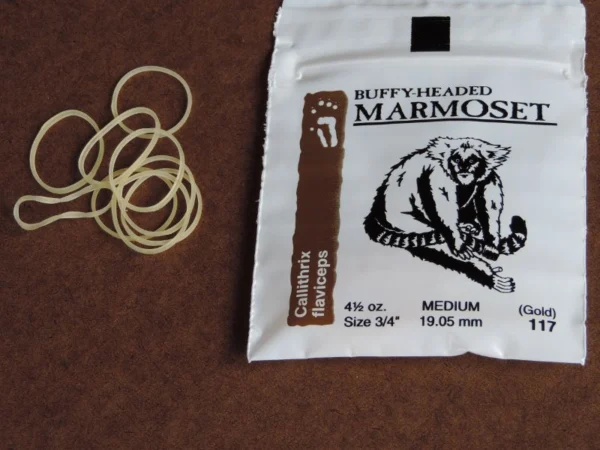 BUFFY-HEADED
MARMOSET
Callithrix
flaviceps
4½ oz. MEDIUM (Gold)
Size 3/4" 19.05 mm 117